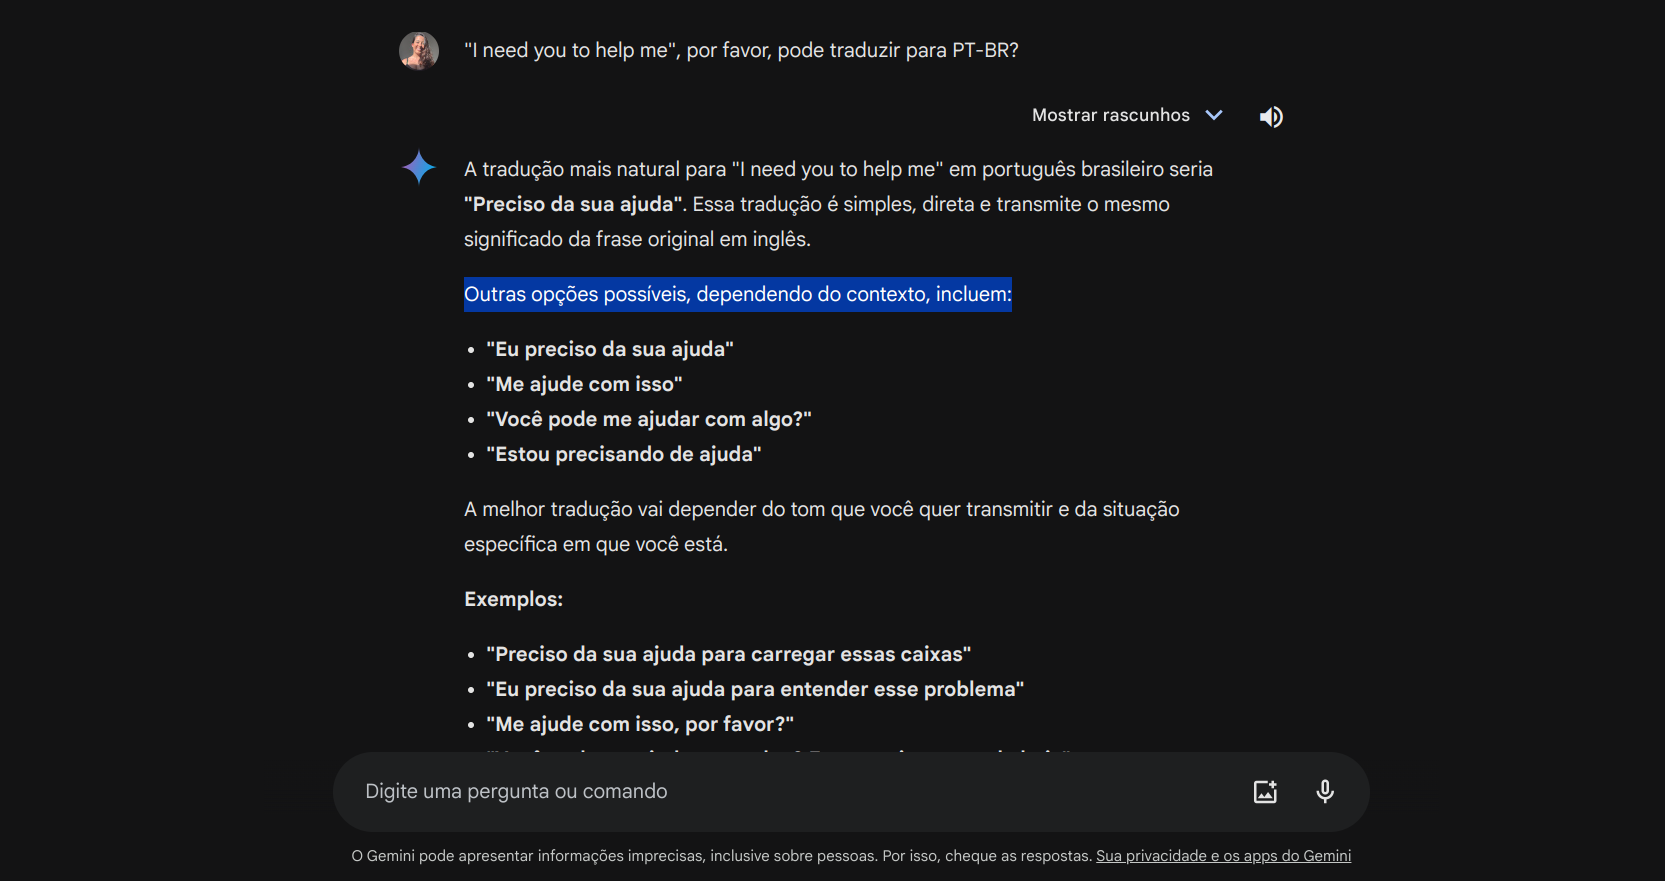 "I need you to help me", por favor, pode traduzir para PT-BR?
Mostrar rascunhos
A tradução mais natural para "I need you to help me" em português brasileiro seria
"Preciso da sua ajuda". Essa tradução é simples, direta e transmite o mesmo
significado da frase original em inglês.
Outras opções possíveis, dependendo do contexto, incluem:
• "Eu preciso da sua ajuda"
• "Me ajude com isso"
• "Você pode me ajudar com algo?"
• "Estou precisando de ajuda"
A melhor tradução vai depender do tom que você quer transmitir e da situação
específica em que você está.
Exemplos:
• "Preciso da sua ajuda para carregar essas caixas"
• "Eu preciso da sua ajuda para entender esse problema"
• "Me ajude com isso, por favor?"
Digite uma pergunta ou comando
O Gemini pode apresentar informações imprecisas, inclusive sobre pessoas. Por isso, cheque as respostas. Sua privacidade e os apps do Gemini